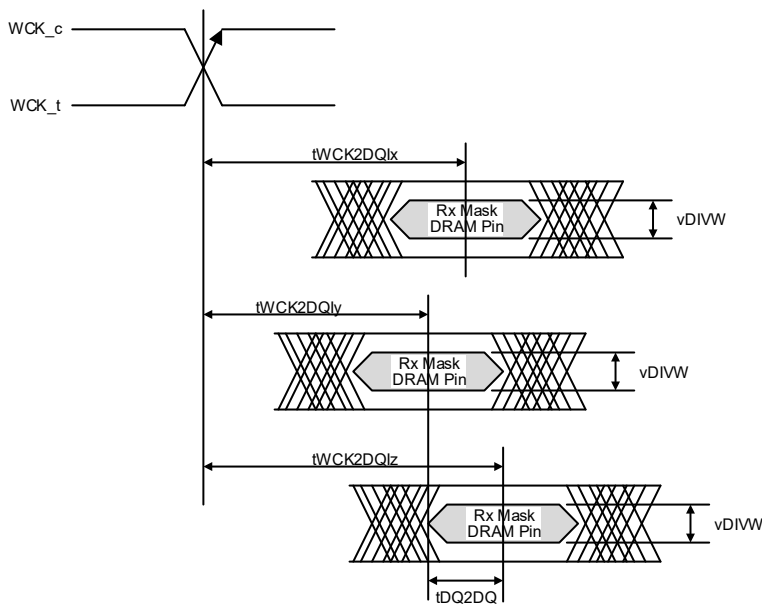 WCK_c
WCK_t
tWCK2DQIx
Rx Mask
DRAM Pin
vDIVW
tWCK2DQIy
Rx Mask
DRAM Pin
vDIVW
tWCK2DQIz
Rx Mask
DRAM Pin
vDIVW
tDQ2DQ